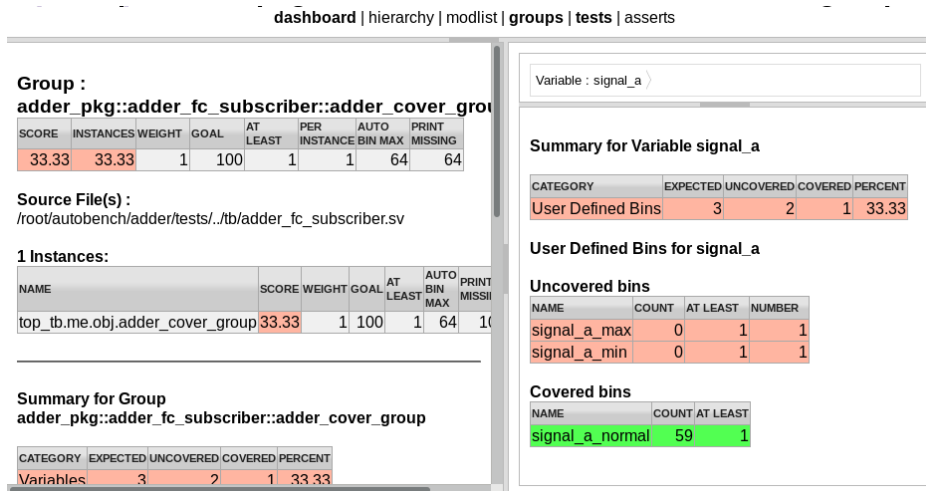 dashboard | hierarchy | modlist | groups | tests | asserts
Group :
adder_pkg::adder_fc_subscriber::adder_cover_grou
SCORE INSTANCES WEIGHT GOAL AT LEAST PER INSTANCE AUTO BIN MAX PRINT MISSING
33.33 33.33 1 100 1 1 64 64
Source File(s) :
/root/autobench/adder/tests/../tb/adder_fc_subscriber.sv
1 Instances:
NAME SCORE WEIGHT GOAL AT LEAST AUTO BIN MAX PRINT MISSI
top_tb.me.obj.adder_cover_group 33.33 1 100 1 64 10
Summary for Group
adder_pkg::adder_fc_subscriber::adder_cover_group
CATEGORY EXPECTED UNCOVERED COVERED PERCENT
Variables 3 2 1 33.33
Variable : signal_a
Summary for Variable signal_a
CATEGORY EXPECTED UNCOVERED COVERED PERCENT
User Defined Bins 3 2 1 33.33
User Defined Bins for signal_a
Uncovered bins
NAME COUNT AT LEAST NUMBER
signal_a_max 0 1 1
signal_a_min 0 1 1
Covered bins
NAME COUNT AT LEAST
signal_a_normal 59 1